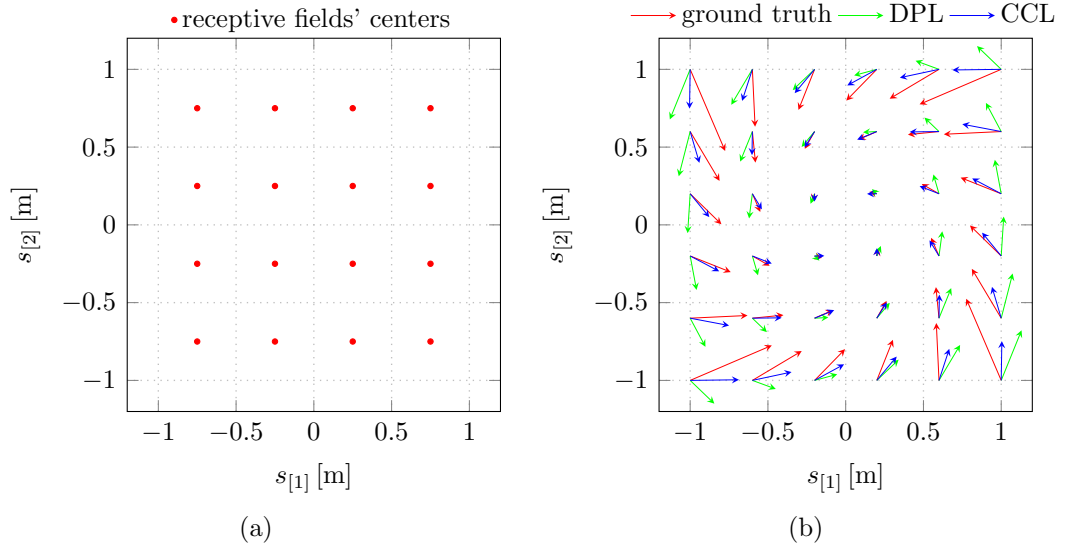 receptive fields' centers
1
0.5
0
−0.5
−1
−1 −0.5 0 0.5 1
s[2] [m]
s[1] [m]
(a)
ground truth DPL CCL
1
0.5
0
−0.5
−1
−1 −0.5 0 0.5 1
s[2] [m]
s[1] [m]
(b)